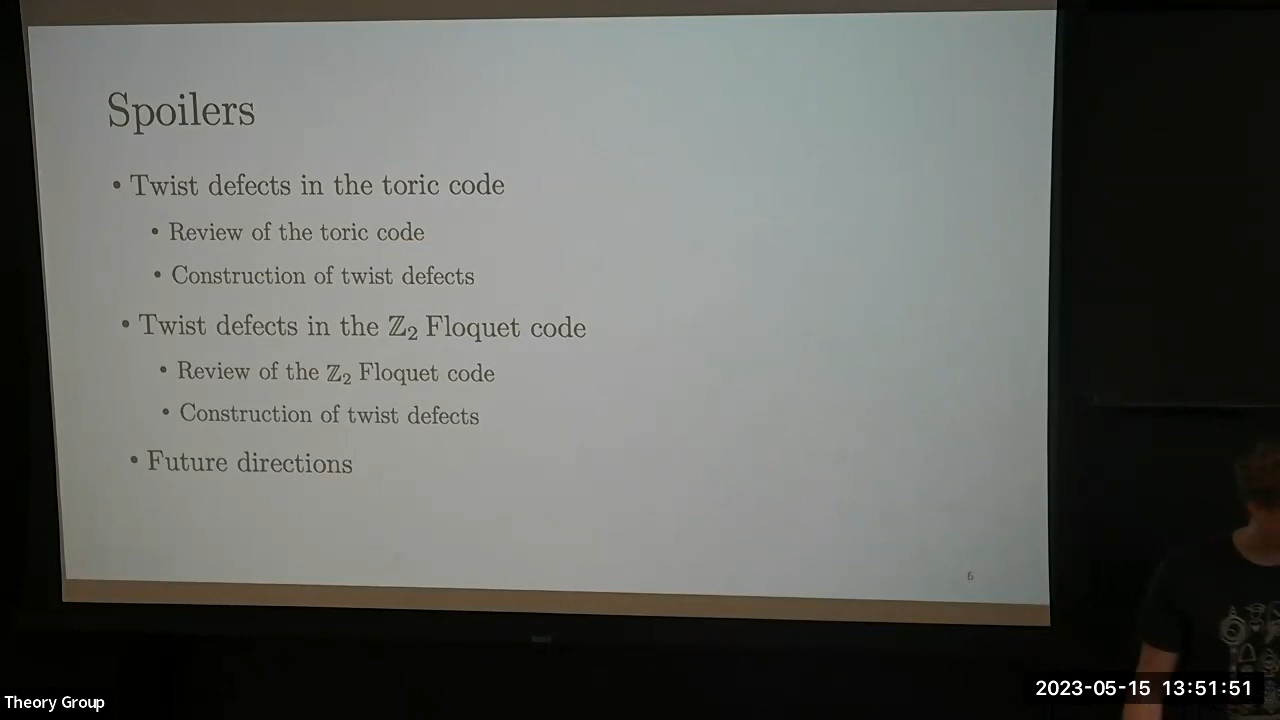 Spoilers
• Twist defects in the toric code
• Review of the toric code
• Construction of twist defects
• Twist defects in the ℤ₂ Floquet code
• Review of the ℤ₂ Floquet code
• Construction of twist defects
• Future directions
6
Theory Group
2023-05-15 13:51:51